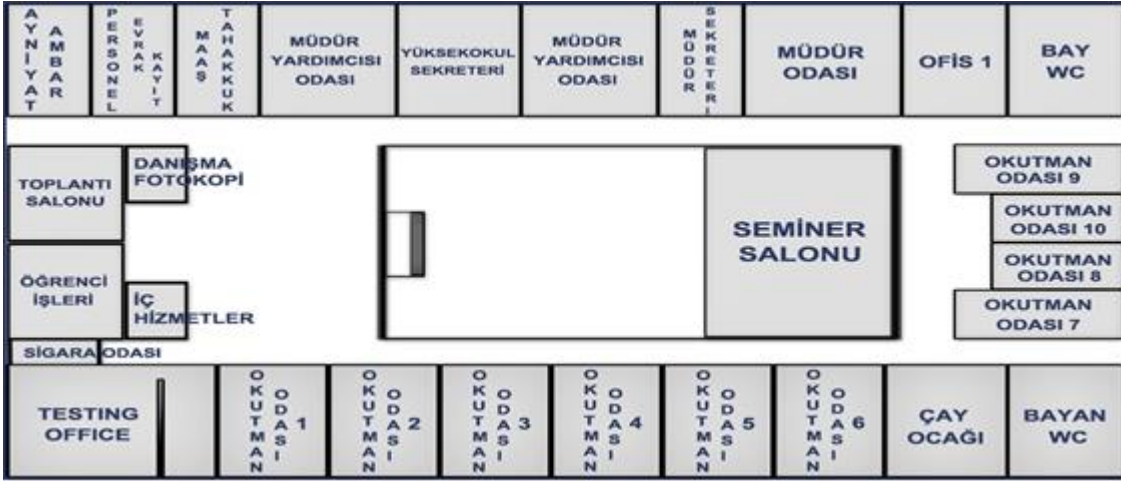 AYNİYAT
AMBAR
PERSONEL
EVRAK
KAYIT
MAAŞ
TAHAKKUK
MÜDÜR
YARDIMCISI
ODASI
YÜKSEKOKUL
SEKRETERİ
MÜDÜR
YARDIMCISI
ODASI
MÜDÜR
SEKRETERİ
MÜDÜR
ODASI
OFİS 1
BAY
WC
TOPLANTI
SALONU
DANIŞMA
FOTOKOPİ
SEMİNER
SALONU
OKUTMAN
ODASI 9
OKUTMAN
ODASI 10
OKUTMAN
ODASI 8
OKUTMAN
ODASI 7
ÖĞRENCİ
İŞLERİ
İÇ
HİZMETLER
SİGARA ODASI
TESTING
OFFICE
OKUTMAN
ODASI 1
OKUTMAN
ODASI 2
OKUTMAN
ODASI 3
OKUTMAN
ODASI 4
OKUTMAN
ODASI 5
OKUTMAN
ODASI 6
ÇAY
OCAĞI
BAYAN
WC